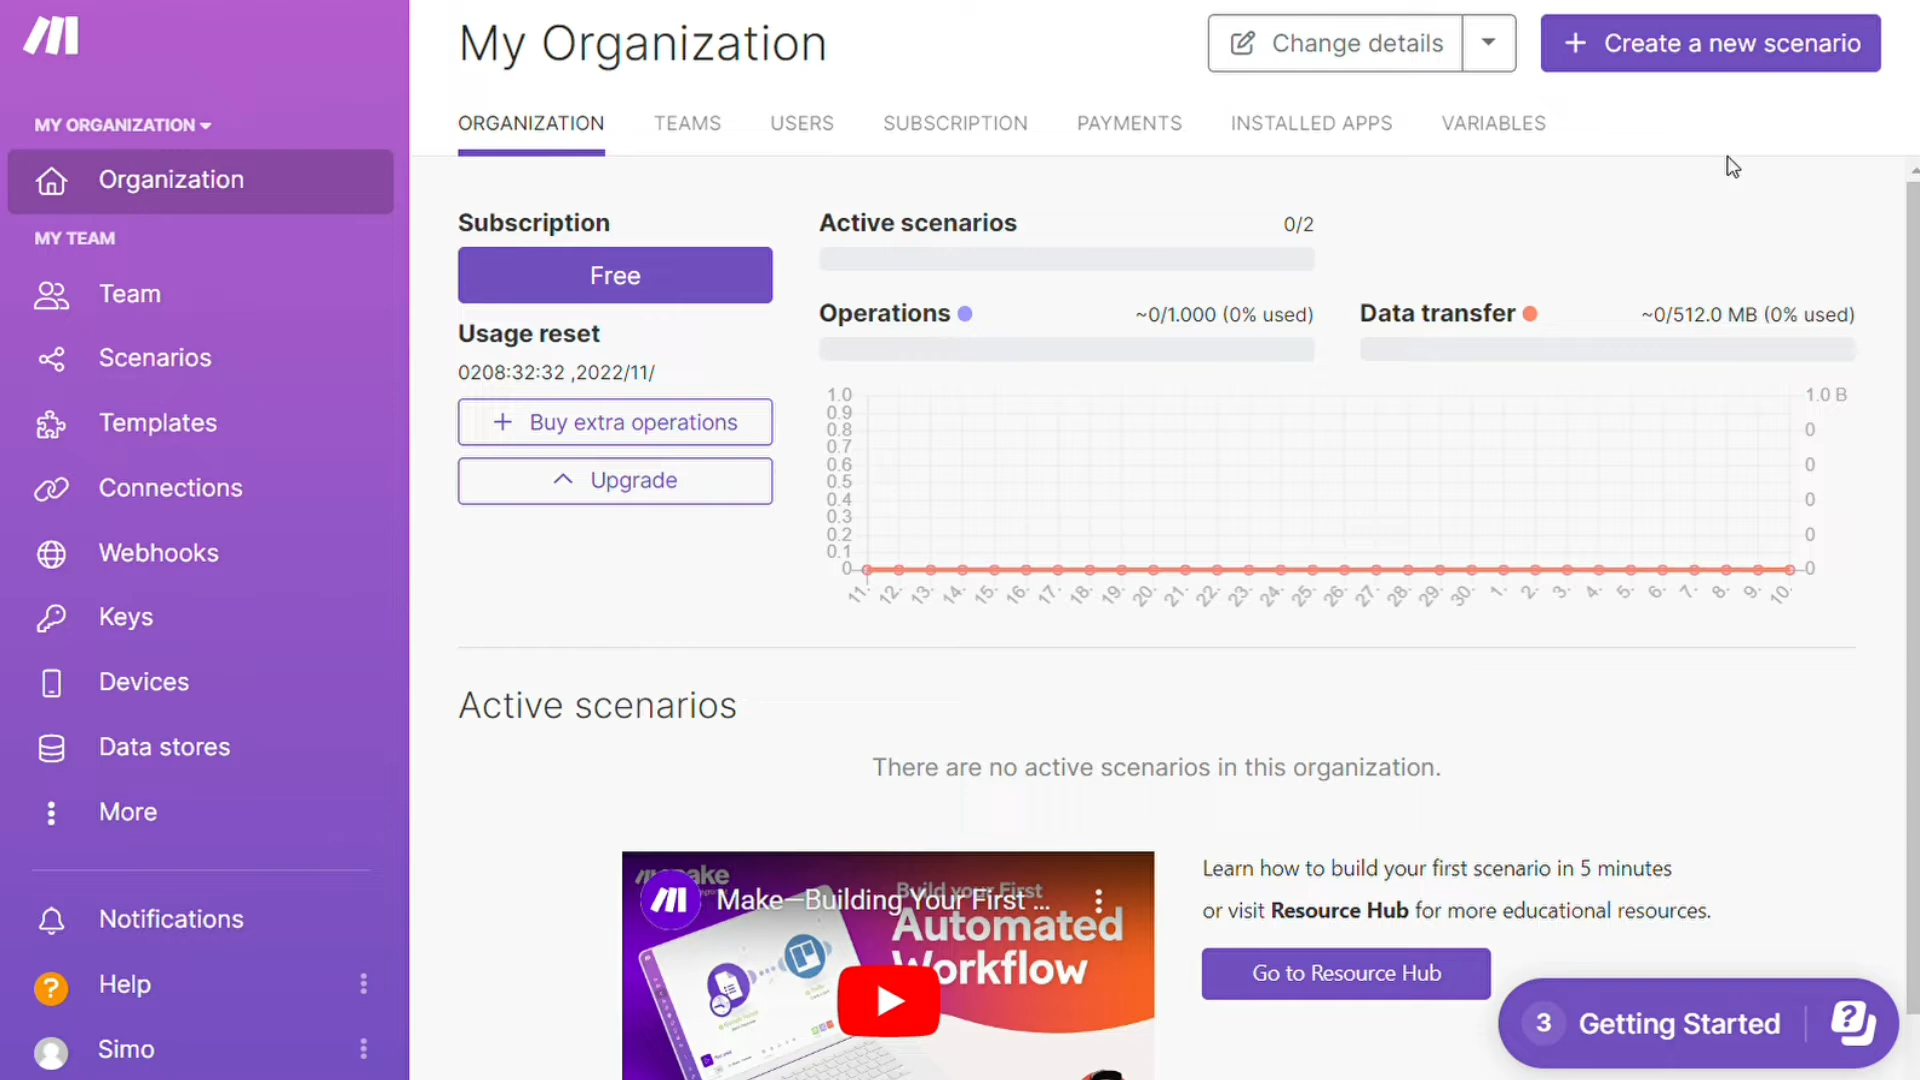 My Organization
Change details
+ Create a new scenario
MY ORGANIZATION
ORGANIZATION
TEAMS
USERS
SUBSCRIPTION
PAYMENTS
INSTALLED APPS
VARIABLES
Organization
MY TEAM
Team
Scenarios
Templates
Connections
Webhooks
Keys
Devices
Data stores
More
Notifications
Help
Simo
Subscription
Free
Usage reset
0208:32:32 ,2022/11/
+ Buy extra operations
Upgrade
Active scenarios
0/2
Operations
~0/1.000 (0% used)
Data transfer
~0/512.0 MB (0% used)
1.0
0.9
0.8
0.7
0.6
0.5
0.4
0.3
0.2
0.1
0
1.0 B
0
0
0
0
0
11. 12. 13. 14. 15. 16. 17. 18. 19. 20. 21. 22. 23. 24. 25. 26. 27. 28. 29. 30. 1. 2. 3. 4. 5. 6. 7. 8. 9. 10.
Active scenarios
There are no active scenarios in this organization.
make
Make—Building Your First ...
Build your First
Automated
Workflow
Learn how to build your first scenario in 5 minutes
or visit Resource Hub for more educational resources.
Go to Resource Hub
3 Getting Started